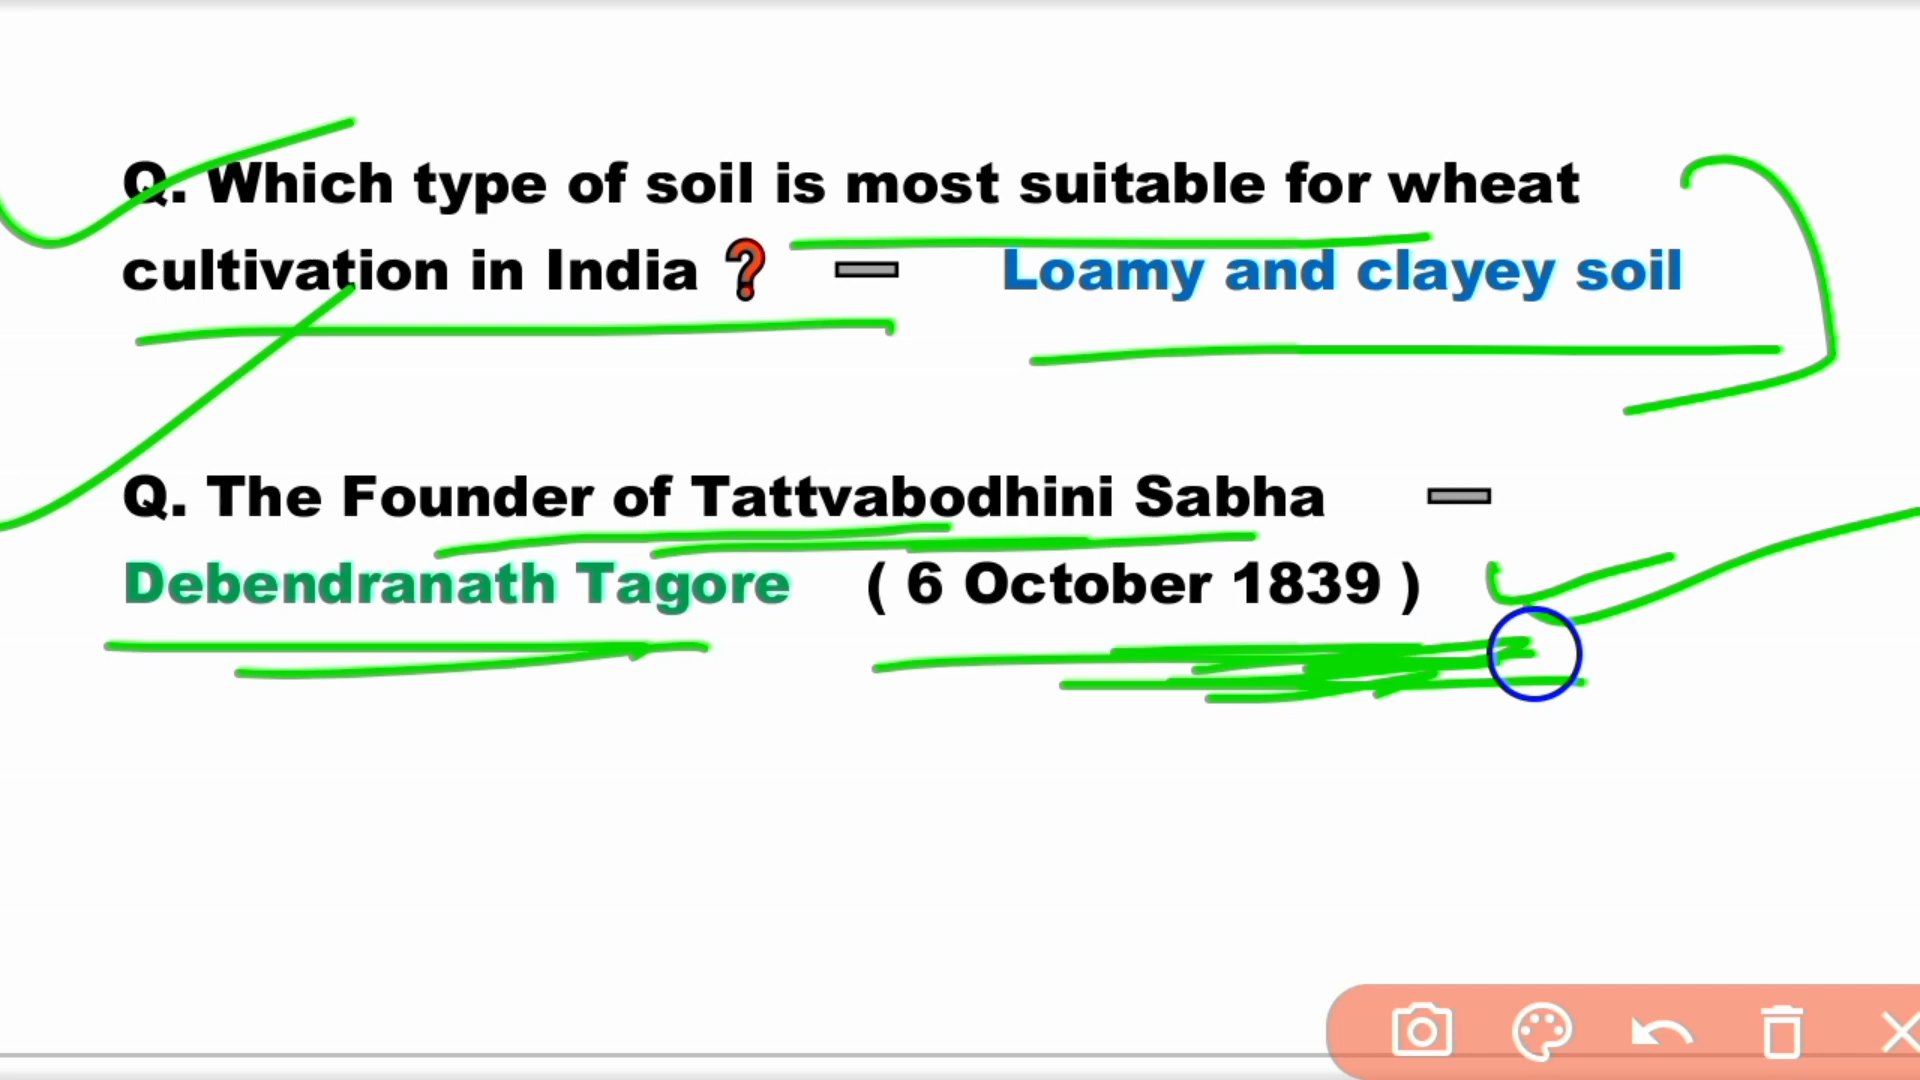 Q. Which type of soil is most suitable for wheat
cultivation in India ❓ ➖ Loamy and clayey soil
Q. The Founder of Tattvabodhini Sabha ➖
Debendranath Tagore ( 6 October 1839 )